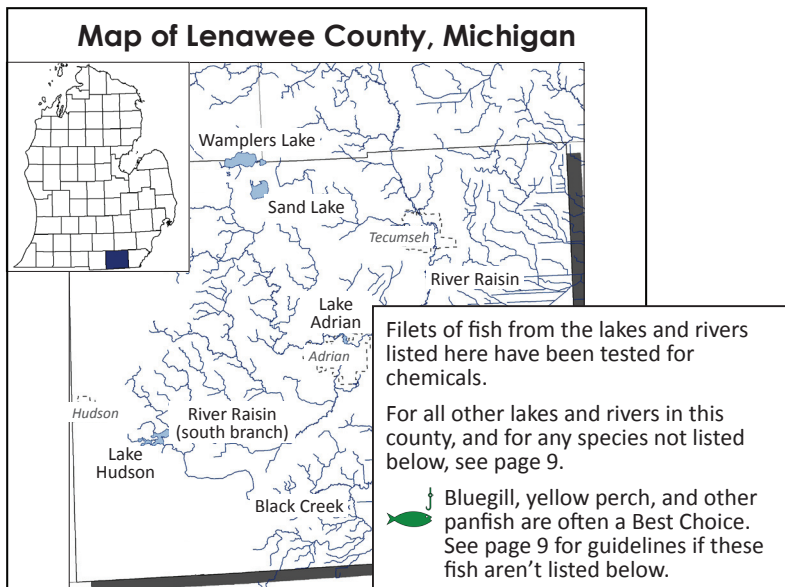 Map of Lenawee County, Michigan
Wamplers Lake
Sand Lake
Tecumseh
River Raisin
Lake
Adrian
Adrian
Hudson
River Raisin
(south branch)
Lake
Hudson
Black Creek
Filets of fish from the lakes and rivers
listed here have been tested for
chemicals.
For all other lakes and rivers in this
county, and for any species not listed
below, see page 9.
Bluegill, yellow perch, and other
panfish are often a Best Choice.
See page 9 for guidelines if these
fish aren’t listed below.